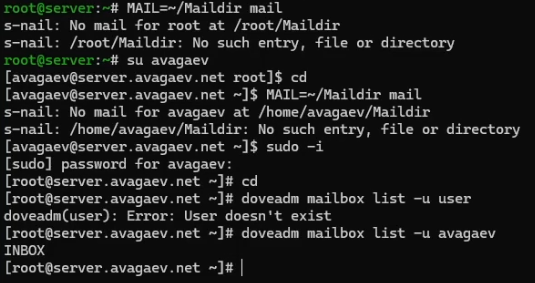 root@server:~# MAIL=~/Maildir mail
s-nail: No mail for root at /root/Maildir
s-nail: /root/Maildir: No such entry, file or directory
root@server:~# su avagaev
[avagaev@server.avagaev.net root]$ cd
[avagaev@server.avagaev.net ~]$ MAIL=~/Maildir mail
s-nail: No mail for avagaev at /home/avagaev/Maildir
s-nail: /home/avagaev/Maildir: No such entry, file or directory
[avagaev@server.avagaev.net ~]$ sudo -i
[sudo] password for avagaev:
[root@server.avagaev.net ~]# cd
[root@server.avagaev.net ~]# doveadm mailbox list -u user
doveadm(user): Error: User doesn't exist
[root@server.avagaev.net ~]# doveadm mailbox list -u avagaev
INBOX
[root@server.avagaev.net ~]#